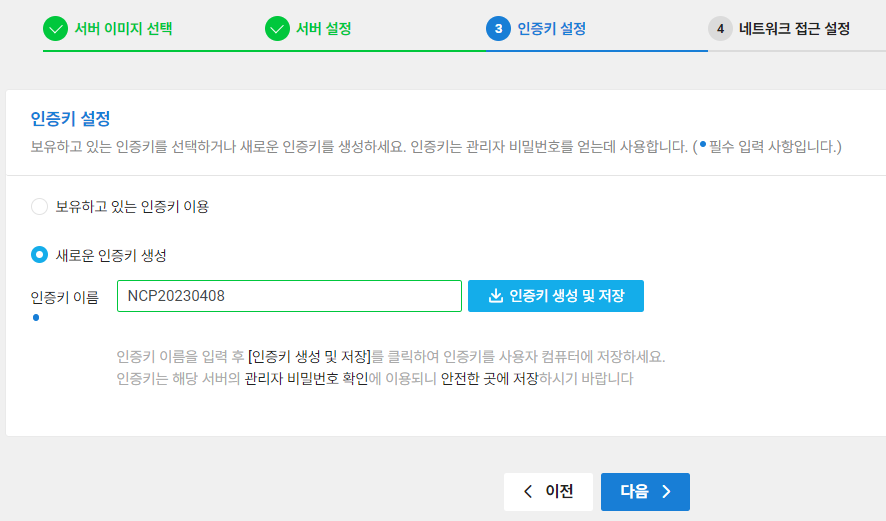 서버 이미지 선택
서버 설정
3 인증키 설정
4 네트워크 접근 설정
인증키 설정
보유하고 있는 인증키를 선택하거나 새로운 인증키를 생성하세요. 인증키는 관리자 비밀번호를 얻는데 사용합니다. (•필수 입력 사항입니다.)
보유하고 있는 인증키 이용
새로운 인증키 생성
인증키 이름 NCP20230408 인증키 생성 및 저장
인증키 이름을 입력 후 [인증키 생성 및 저장]를 클릭하여 인증키를 사용자 컴퓨터에 저장하세요.
인증키는 해당 서버의 관리자 비밀번호 확인에 이용되니 안전한 곳에 저장하시기 바랍니다
이전 다음